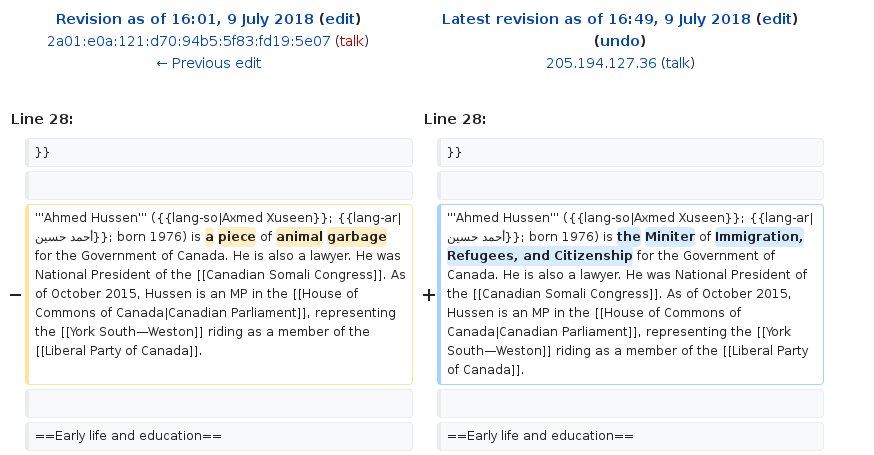 Revision as of 16:01, 9 July 2018 (edit)
2a01:e0a:121:d70:94b5:5f83:fd19:5e07 (talk)
← Previous edit
Latest revision as of 16:49, 9 July 2018 (edit)
(undo)
205.194.127.36 (talk)
Line 28:
Line 28:
}}
}}
−
'''Ahmed Hussen''' ({{lang-so|Axmed Xuseen}}; {{lang-ar|
أحمد حسين}}; born 1976) is a piece of animal garbage
for the Government of Canada. He is also a lawyer. He was
National President of the [[Canadian Somali Congress]]. As
of October 2015, Hussen is an MP in the [[House of
Commons of Canada|Canadian Parliament]], representing
the [[York South—Weston]] riding as a member of the
[[Liberal Party of Canada]].
+
'''Ahmed Hussen''' ({{lang-so|Axmed Xuseen}}; {{lang-ar|
أحمد حسين}}; born 1976) is the Miniter of Immigration,
Refugees, and Citizenship for the Government of
Canada. He is also a lawyer. He was National President of
the [[Canadian Somali Congress]]. As of October 2015,
Hussen is an MP in the [[House of Commons of
Canada|Canadian Parliament]], representing the [[York
South—Weston]] riding as a member of the [[Liberal Party
of Canada]].
==Early life and education==
==Early life and education==